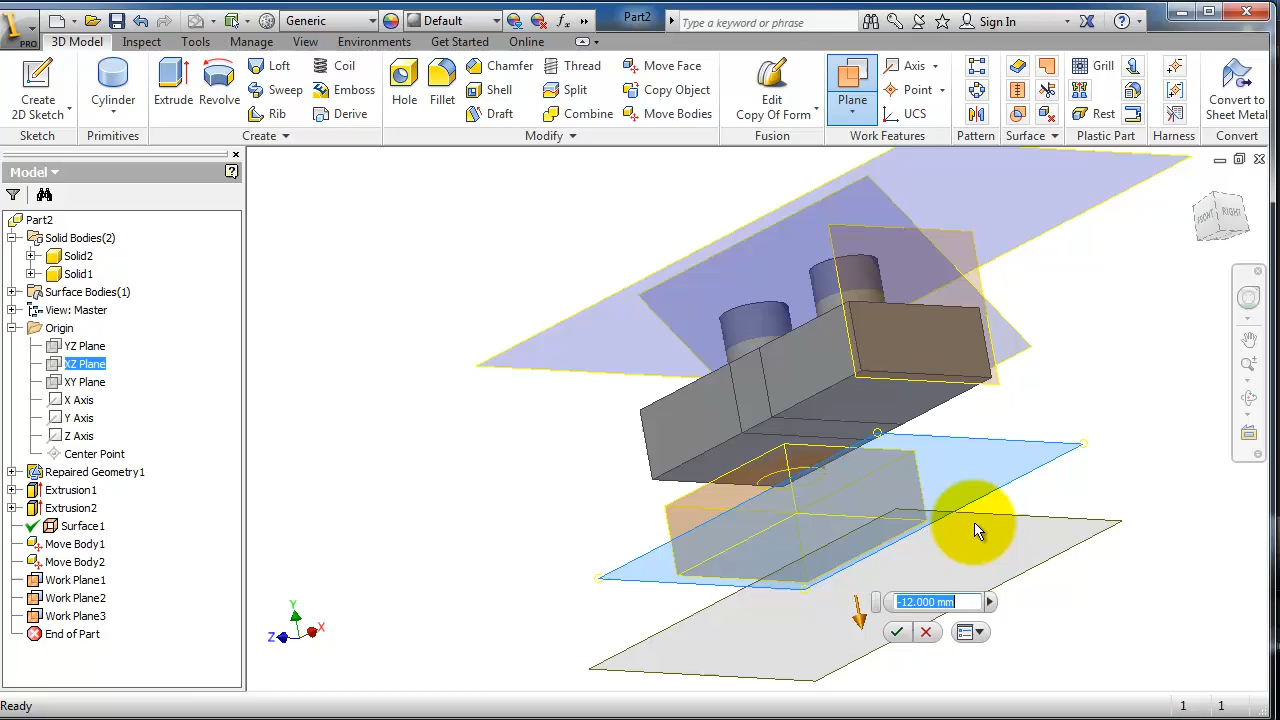 Generic
Default
fx
Part2
Type a keyword or phrase
Sign In
PRO
3D Model
Inspect
Tools
Manage
View
Environments
Get Started
Online
Create
2D Sketch
Sketch
Cylinder
Primitives
Extrude
Revolve
Loft
Sweep
Rib
Coil
Emboss
Derive
Create
Hole
Fillet
Chamfer
Shell
Draft
Thread
Split
Combine
Move Face
Copy Object
Move Bodies
Modify
Edit
Copy Of Form
Fusion
Plane
Axis
Point
UCS
Work Features
Pattern
Surface
Grill
Rest
Plastic Part
Harness
Convert to
Sheet Metal
Convert
Model
Part2
Solid Bodies(2)
Solid2
Solid1
Surface Bodies(1)
View: Master
Origin
YZ Plane
XZ Plane
XY Plane
X Axis
Y Axis
Z Axis
Center Point
Repaired Geometry1
Extrusion1
Extrusion2
Surface1
Move Body1
Move Body2
Work Plane1
Work Plane2
Work Plane3
End of Part
FRONT
RIGHT
-12.000 mm
Y
Z
X
Ready
1
1